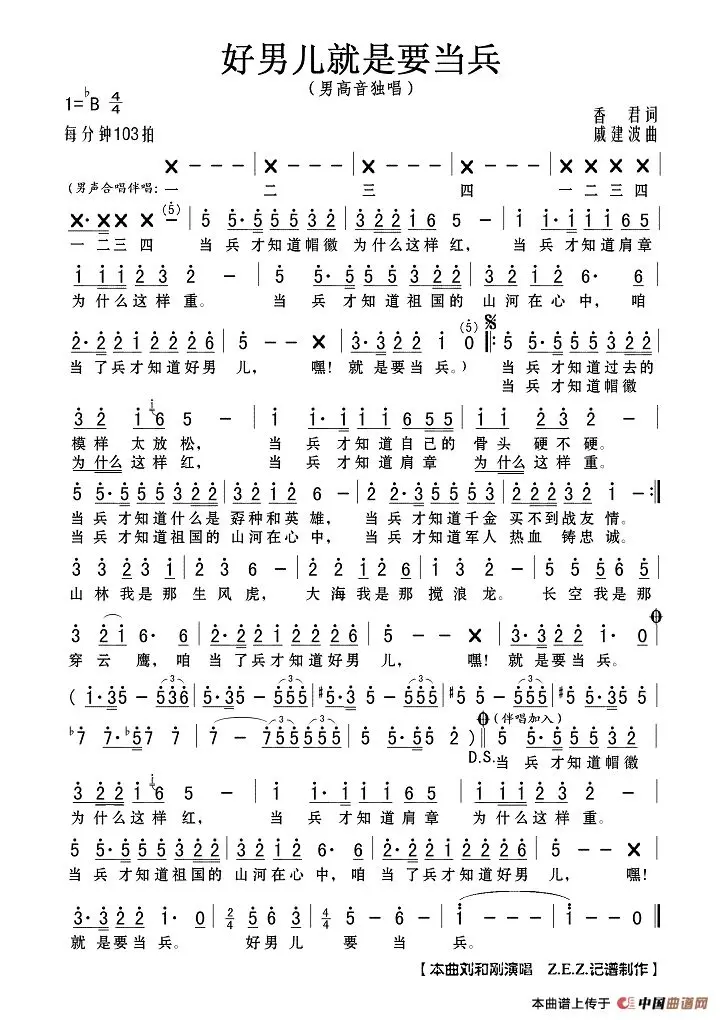 好男儿就是要当兵
（男高音独唱）
1=♭B 4/4
香 君 词
每分钟103拍
戚建波 曲
（男声合唱伴唱：一 二 三 四 一 二 三 四
一 二 三 四 当 兵 才知道帽徽 为什么这样 红， 当 兵 才知道肩章
为 什么这样 重。 当 兵 才知道祖国的 山河在心 中， 咱
当 了兵才知道好男 儿， 嘿！ 就 是要当 兵。） 当 兵 才知道过去的
当 兵 才知道帽徽
模 样 太 放 松， 当 兵 才知道自己的 骨 头 硬 不 硬。
为 什么 这样 红， 当 兵 才知道肩 章 为 什么 这样 重。
当 兵 才知道什么是 孬种和英 雄， 当 兵 才知道千金 买不到战友 情。
当 兵 才知道祖国的 山河在心 中， 当 兵 才知道军人 热血 铸忠 诚。
山 林 我是 那 生 风 虎， 大 海 我是 那 搅 浪 龙。 长 空 我是 那
穿 云 鹰， 咱 当 了兵才知道好男 儿， 嘿！ 就 是要当 兵。
（伴唱加入）
D.S.
当 兵 才知道帽徽
为 什么这样 红， 当 兵 才知道肩章 为 什么这样 重。
当 兵 才知道祖国的 山河在心 中， 咱 当 了兵才知道好男 儿， 嘿！
就 是要当 兵。 好男儿 要 当 兵。
【本曲刘和刚演唱 Z.E.Z.记谱制作】
本曲谱上传于 中国曲谱网